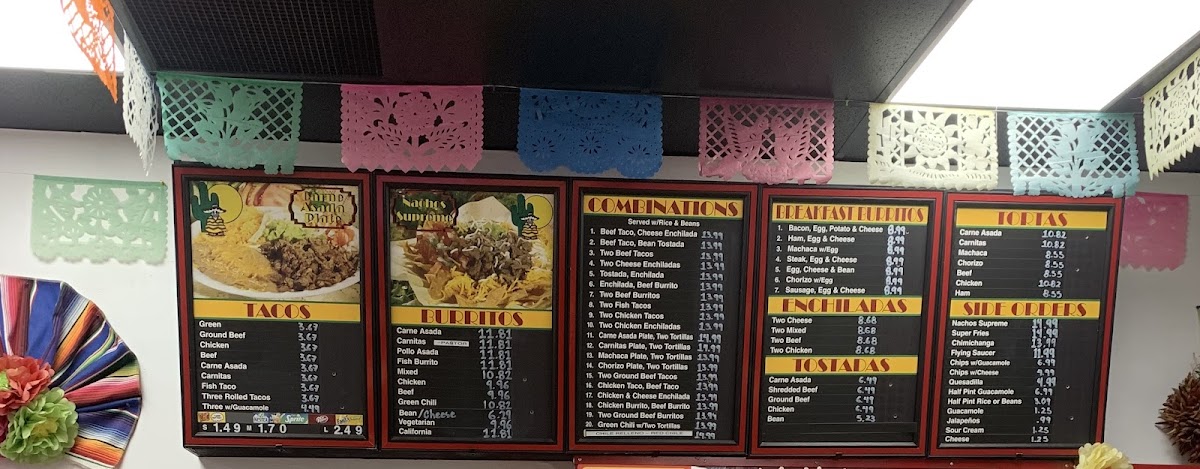 Carne Asada Plate
TACOS
Green 3.67
Ground Beef 3.67
Chicken 3.67
Beef 3.67
Carne Asada 3.67
Carnitas 3.67
Fish Taco 3.67
Three Rolled Tacos 3.67
Three w/Guacamole 4.99
Sprite
S 1.49 M 1.70 L 2.49
Nachos Supreme
BURRITOS
Carne Asada 11.81
Carnitas PASTOR 11.81
Pollo Asada 11.81
Fish Burrito 11.81
Mixed 10.82
Chicken 9.96
Beef 9.96
Green Chili 10.82
Bean /Cheese 6.29
Vegetarian 9.96
California 11.81
COMBINATIONS
Served w/Rice & Beans
1. Beef Taco, Cheese Enchilada 13.99
2. Beef Taco, Bean Tostada 13.99
3. Two Beef Tacos 13.99
4. Two Cheese Enchiladas 13.99
5. Tostada, Enchilada 13.99
6. Enchilada, Beef Burrito 13.99
7. Two Beef Burritos 13.99
8. Two Fish Tacos 13.99
9. Two Chicken Tacos 13.99
10. Two Chicken Enchiladas 13.99
11. Carne Asada Plate, Two Tortillas 14.99
12. Carnitas Plate, Two Tortillas 14.99
13. Machaca Plate, Two Tortillas 13.99
14. Chorizo Plate, Two Tortillas 13.99
15. Two Ground Beef Tacos 13.99
16. Chicken Taco, Beef Taco 13.99
17. Chicken & Cheese Enchilada 13.99
18. Chicken Burrito, Beef Burrito 13.99
19. Two Ground Beef Burritos 13.99
20. Green Chili w/Two Tortillas 14.99
CHILE RELLENO - RED CHILE 14.99
BREAKFAST BURRITOS
1. Bacon, Egg, Potato & Cheese 8.99
2. Ham, Egg & Cheese 8.99
3. Machaca w/Egg 8.99
4. Steak, Egg & Cheese 8.99
5. Egg, Cheese & Bean 8.99
6. Chorizo w/Egg 8.99
7. Sausage, Egg & Cheese 8.99
ENCHILADAS
Two Cheese 8.68
Two Mixed 8.68
Two Beef 8.68
Two Chicken 8.68
TOSTADAS
Carne Asada 6.49
Shredded Beef 6.49
Ground Beef 6.49
Chicken 6.49
Bean 5.23
TORTAS
Carne Asada 10.82
Carnitas 10.82
Machaca 8.55
Chorizo 8.55
Beef 8.55
Chicken 10.82
Ham 8.55
SIDE ORDERS
Nachos Supreme 14.99
Super Fries 14.99
Chimichanga 13.99
Flying Saucer 11.99
Chips w/Guacamole 6.99
Chips w/Cheese 9.99
Quesadilla 4.99
Half Pint Guacamole 6.99
Half Pint Rice or Beans 3.09
Guacamole 1.25
Jalapeños .99
Sour Cream 1.25
Cheese 1.25